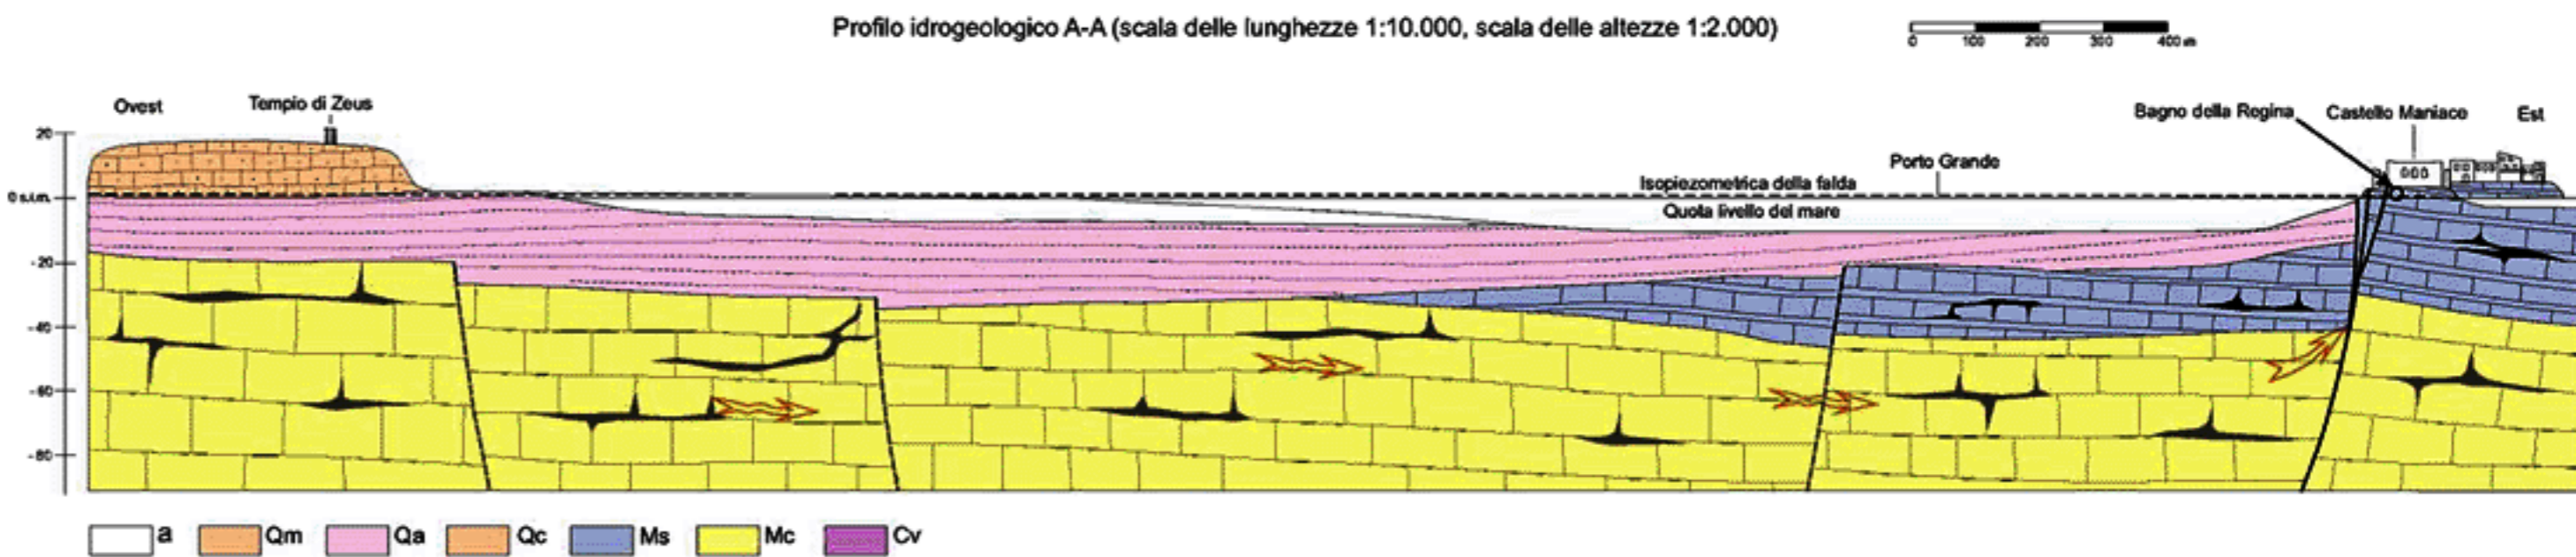 Profilo idrogeologico A-A (scala delle lunghezze 1:10.000, scala delle altezze 1:2.000)
0 100 200 300 400 m
Ovest
Tempio di Zeus
Bagno della Regina
Castello Maniace
Est
20
0 s.l.m.
-20
-40
-60
-80
Porto Grande
Isopiezometrica della falda
Quota livello del mare
a Qm Qa Qc Ms Mc Cv